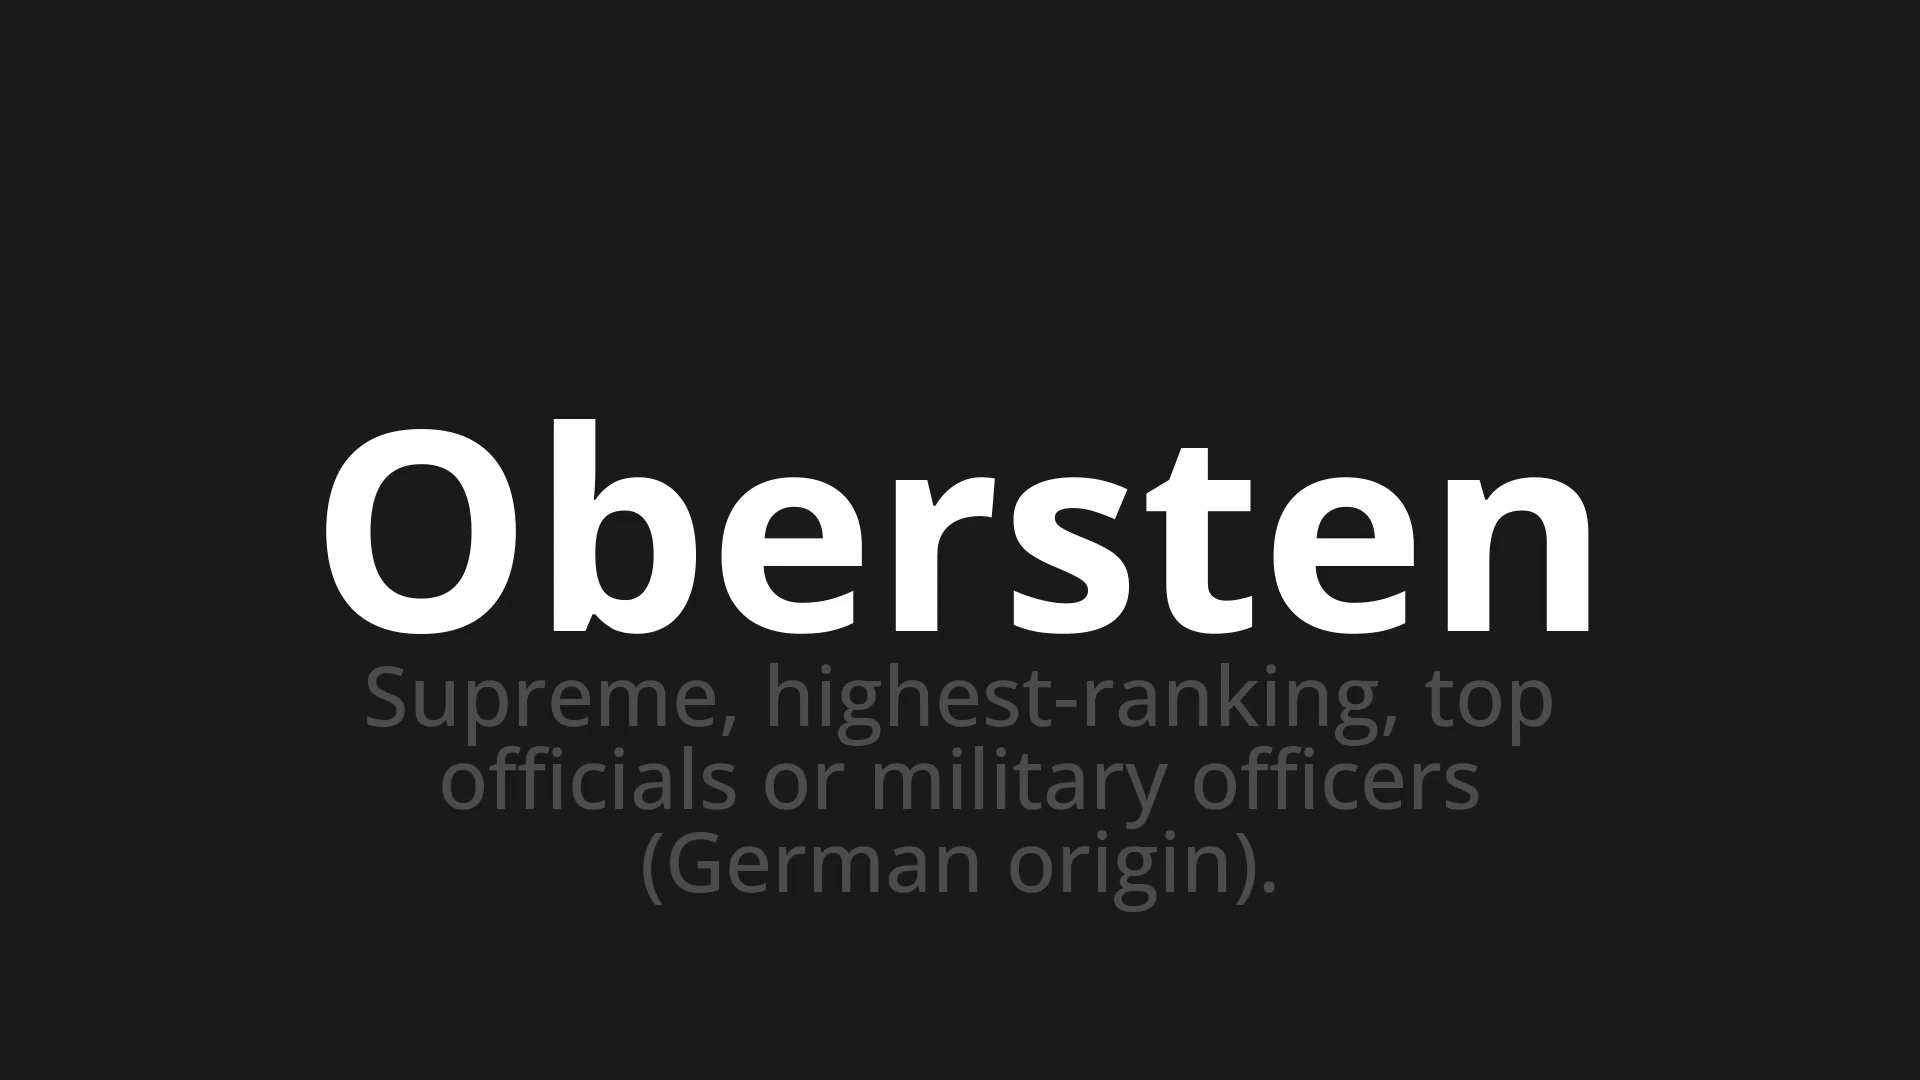 Obersten
Supreme, highest-ranking, top
officials or military officers
(German origin).